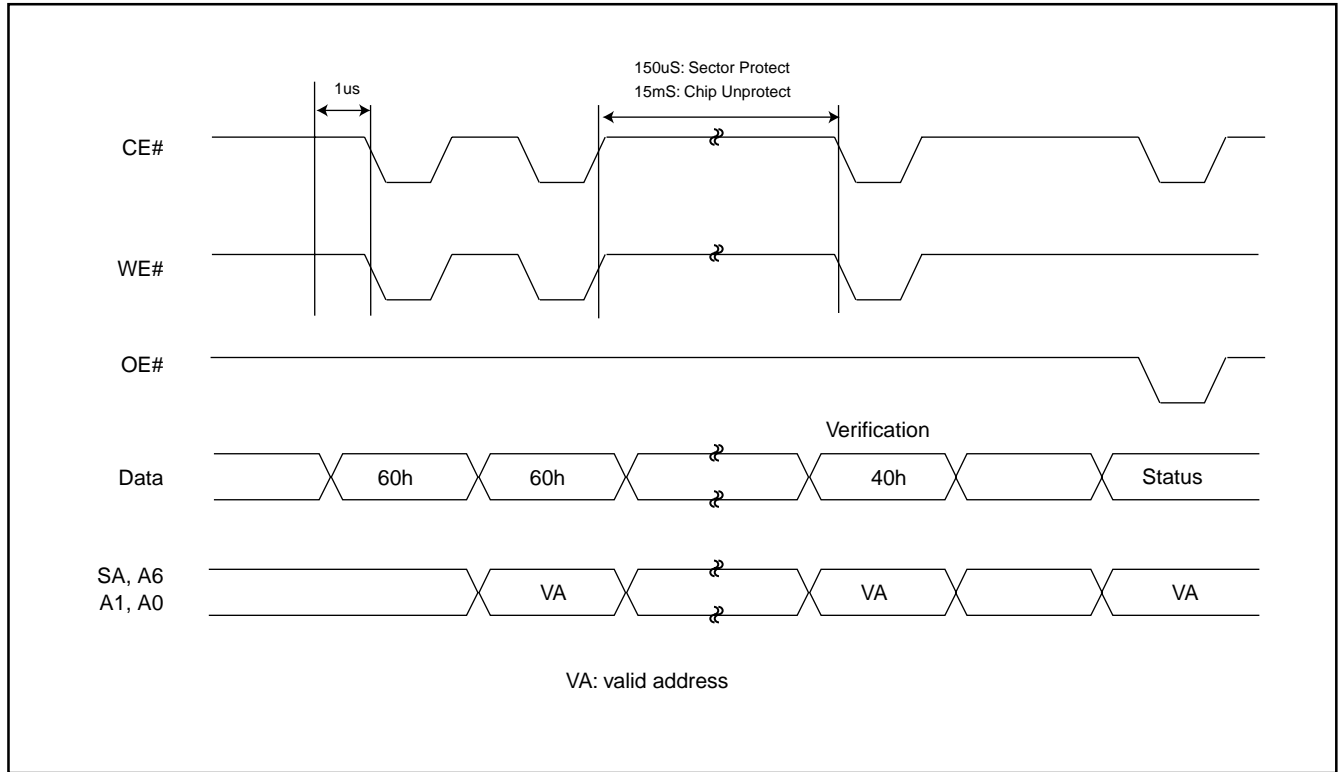 150uS: Sector Protect
15mS: Chip Unprotect
1us
CE#
WE#
OE#
Verification
Data 60h 60h 40h Status
SA, A6
A1, A0
VA VA VA
VA: valid address